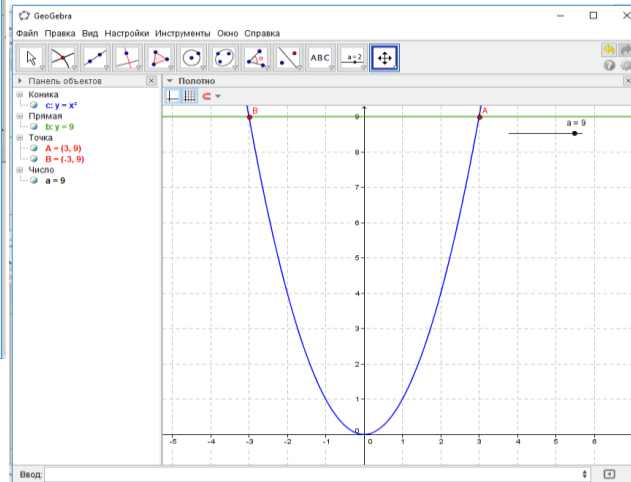 GeoGebra
Файл Правка Вид Настройки Инструменты Окно Справка
ABC
a=2
Панель объектов
Полотно
Коника
c: y = x²
Прямая
b: y = 9
Точка
A = (3, 9)
B = (-3, 9)
Число
a = 9
B
A
a = 9
9
8
7
6
5
4
3
2
1
0
-5 -4 -3 -2 -1 0 1 2 3 4 5 6
Ввод: